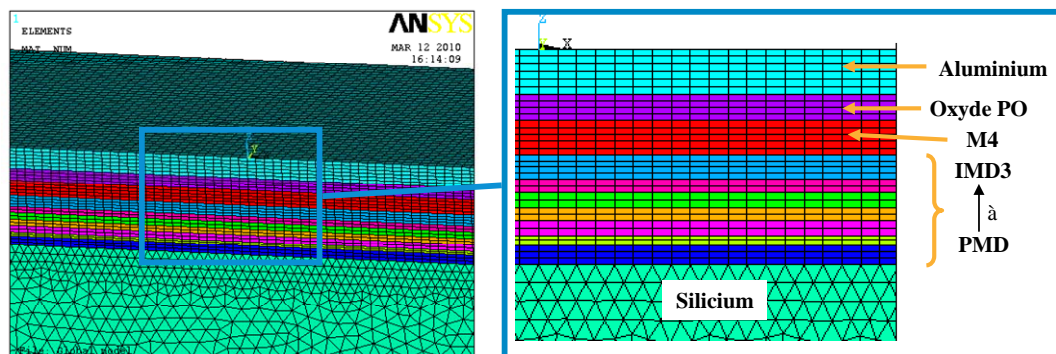 1
ELEMENTS
MAT NUM
ANSYS
MAR 12 2010
16:14:09
Y
Z
Y X
Aluminium
Oxyde PO
M4
IMD3
à
PMD
Silicium